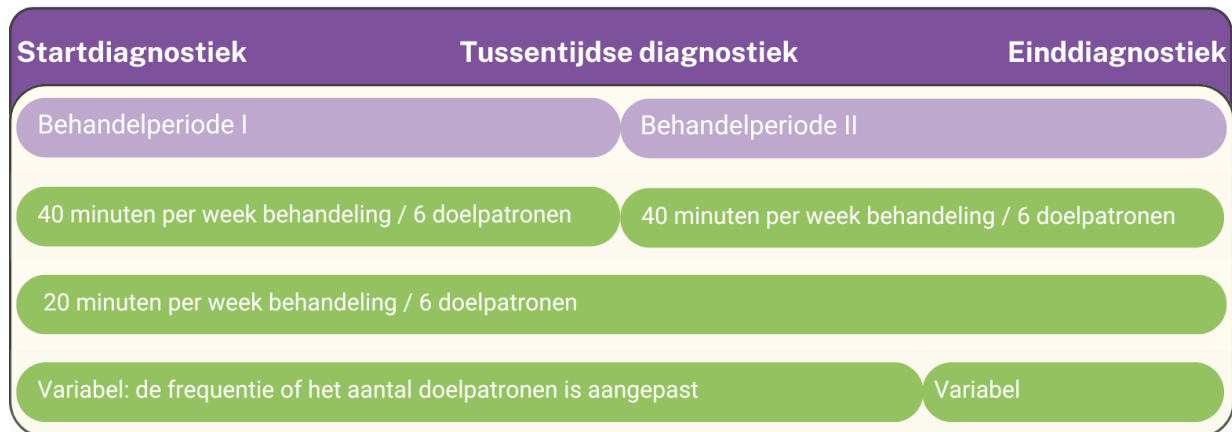 Startdiagnostiek Tussentijdse diagnostiek Einddiagnostiek
Behandelperiode I Behandelperiode II
40 minuten per week behandeling / 6 doelpatronen 40 minuten per week behandeling / 6 doelpatronen
20 minuten per week behandeling / 6 doelpatronen
Variabel: de frequentie of het aantal doelpatronen is aangepast Variabel